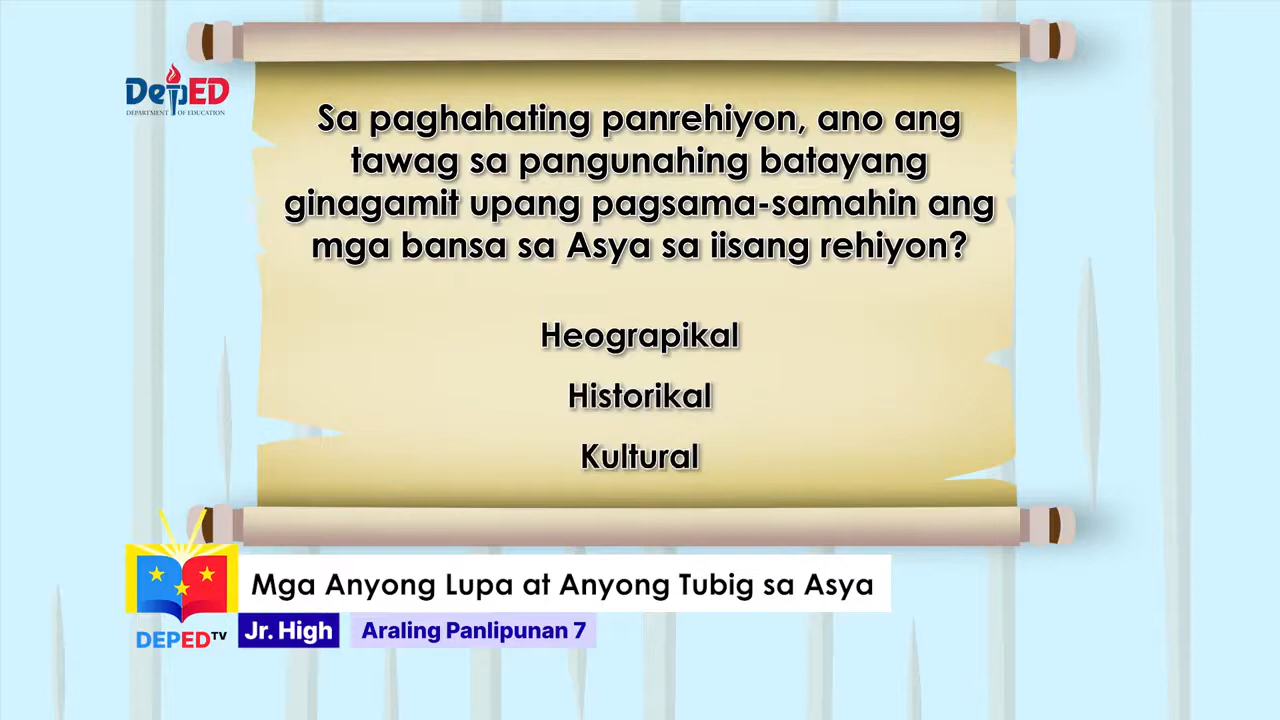 DepED
DEPARTMENT OF EDUCATION
Sa paghahating panrehiyon, ano ang
tawag sa pangunahing batayang
ginagamit upang pagsama-samahin ang
mga bansa sa Asya sa iisang rehiyon?
Heograpikal
Historikal
Kultural
Mga Anyong Lupa at Anyong Tubig sa Asya
DEPED TV
Jr. High
Araling Panlipunan 7